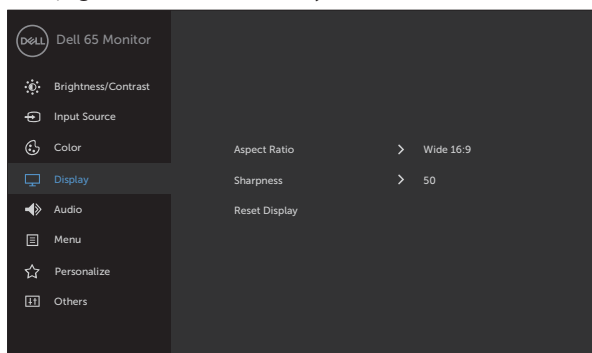 DELL Dell 65 Monitor
Brightness/Contrast
Input Source
Color
Display
Audio
Menu
Personalize
Others
Aspect Ratio Wide 16:9
Sharpness 50
Reset Display